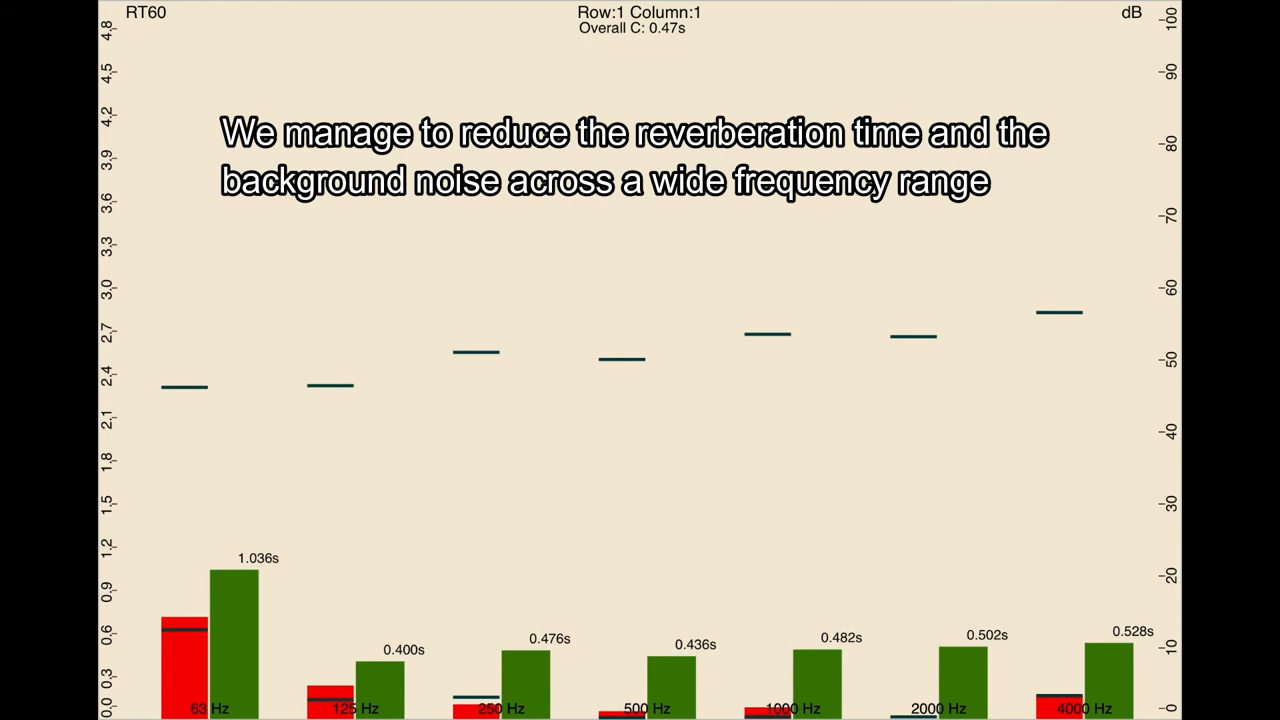 RT60 Row:1 Column:1 dB
Overall C: 0.47s
We manage to reduce the reverberation time and the
background noise across a wide frequency range
4,8
4,5
4,2
3,9
3,6
3,3
3,0
2,7
2,4
2,1
1,8
1,5
1,2
0,9
0,6
0,3
0,0
100
90
80
70
60
50
40
30
20
10
0
1.036s
0.400s
0.476s
0.436s
0.482s
0.502s
0.528s
63 Hz 125 Hz 250 Hz 500 Hz 1000 Hz 2000 Hz 4000 Hz